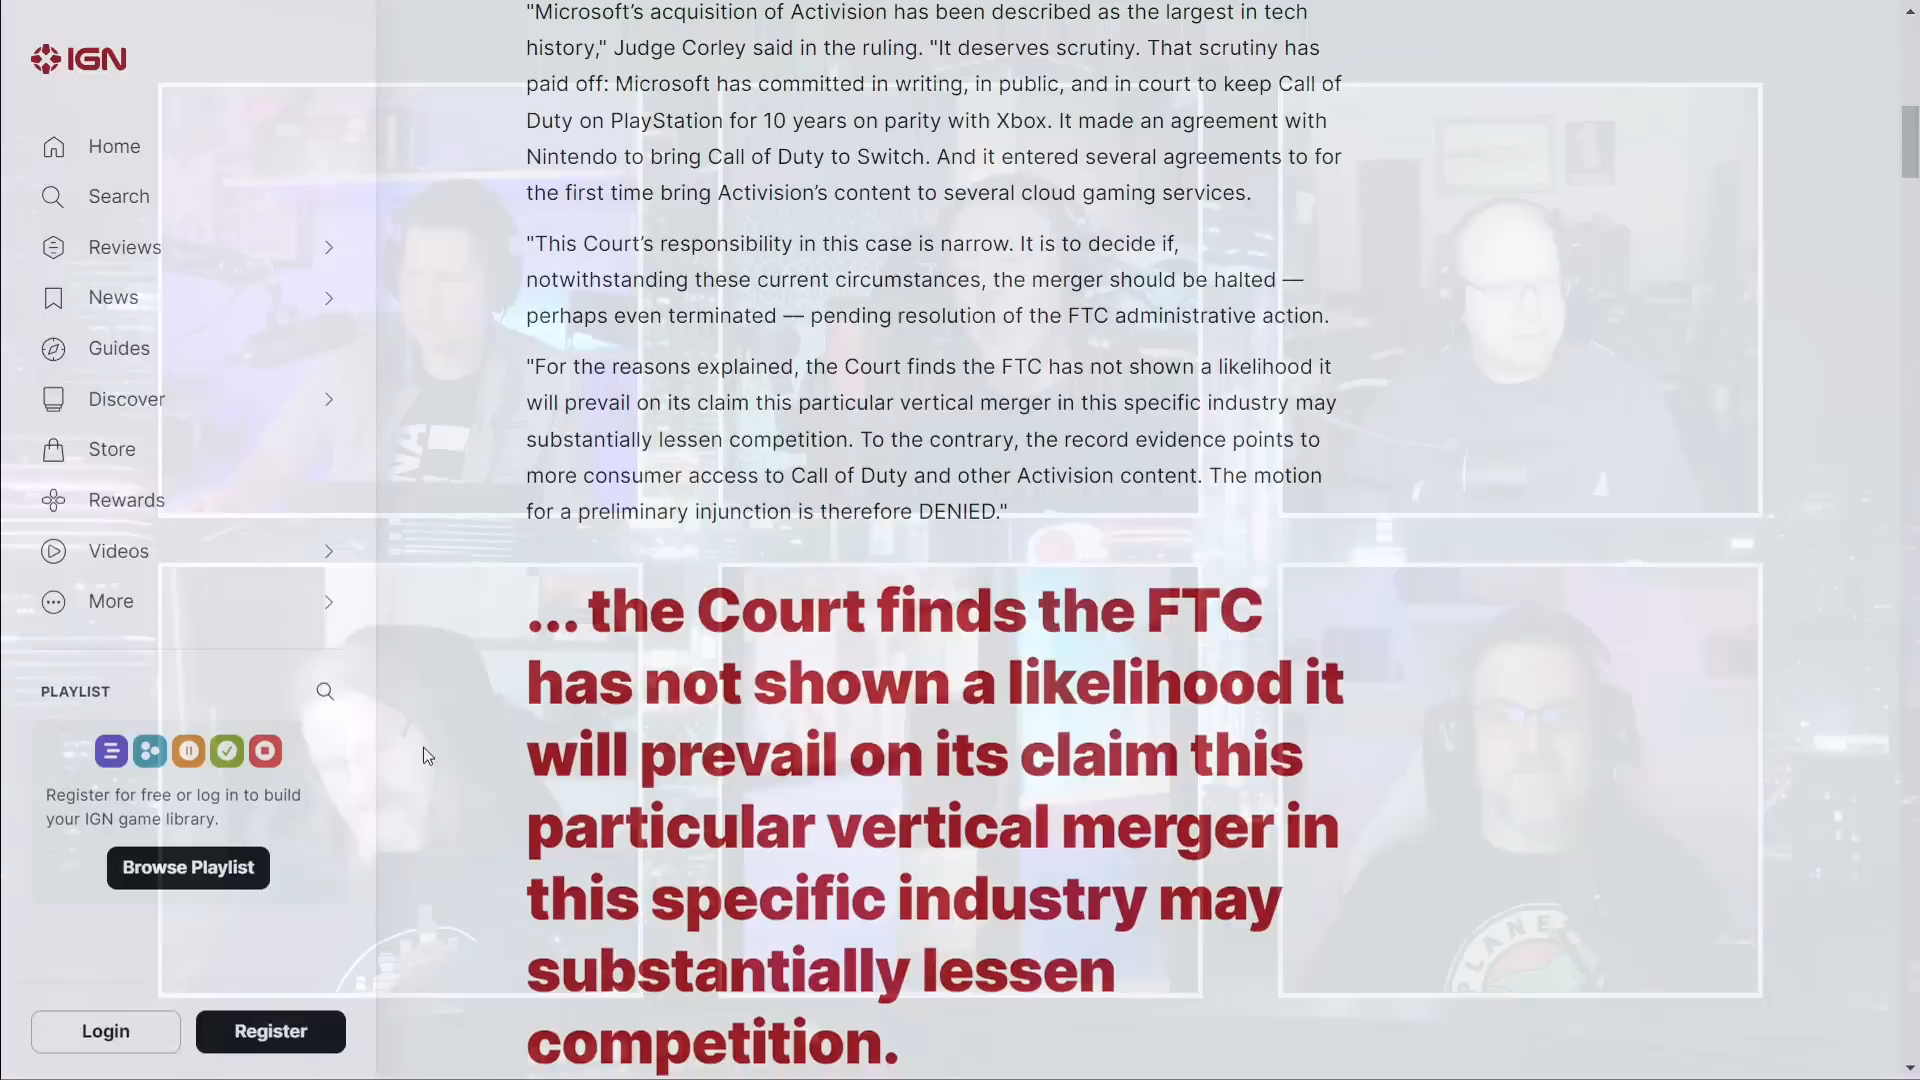 IGN
Home
Search
Reviews
News
Guides
Discover
Store
Rewards
Videos
More
PLAYLIST
Register for free or log in to build
your IGN game library.
Browse Playlist
Login
Register
"Microsoft’s acquisition of Activision has been described as the largest in tech
history," Judge Corley said in the ruling. "It deserves scrutiny. That scrutiny has
paid off: Microsoft has committed in writing, in public, and in court to keep Call of
Duty on PlayStation for 10 years on parity with Xbox. It made an agreement with
Nintendo to bring Call of Duty to Switch. And it entered several agreements to for
the first time bring Activision’s content to several cloud gaming services.
"This Court’s responsibility in this case is narrow. It is to decide if,
notwithstanding these current circumstances, the merger should be halted —
perhaps even terminated — pending resolution of the FTC administrative action.
"For the reasons explained, the Court finds the FTC has not shown a likelihood it
will prevail on its claim this particular vertical merger in this specific industry may
substantially lessen competition. To the contrary, the record evidence points to
more consumer access to Call of Duty and other Activision content. The motion
for a preliminary injunction is therefore DENIED."
... the Court finds the FTC
has not shown a likelihood it
will prevail on its claim this
particular vertical merger in
this specific industry may
substantially lessen
competition.
PLANE